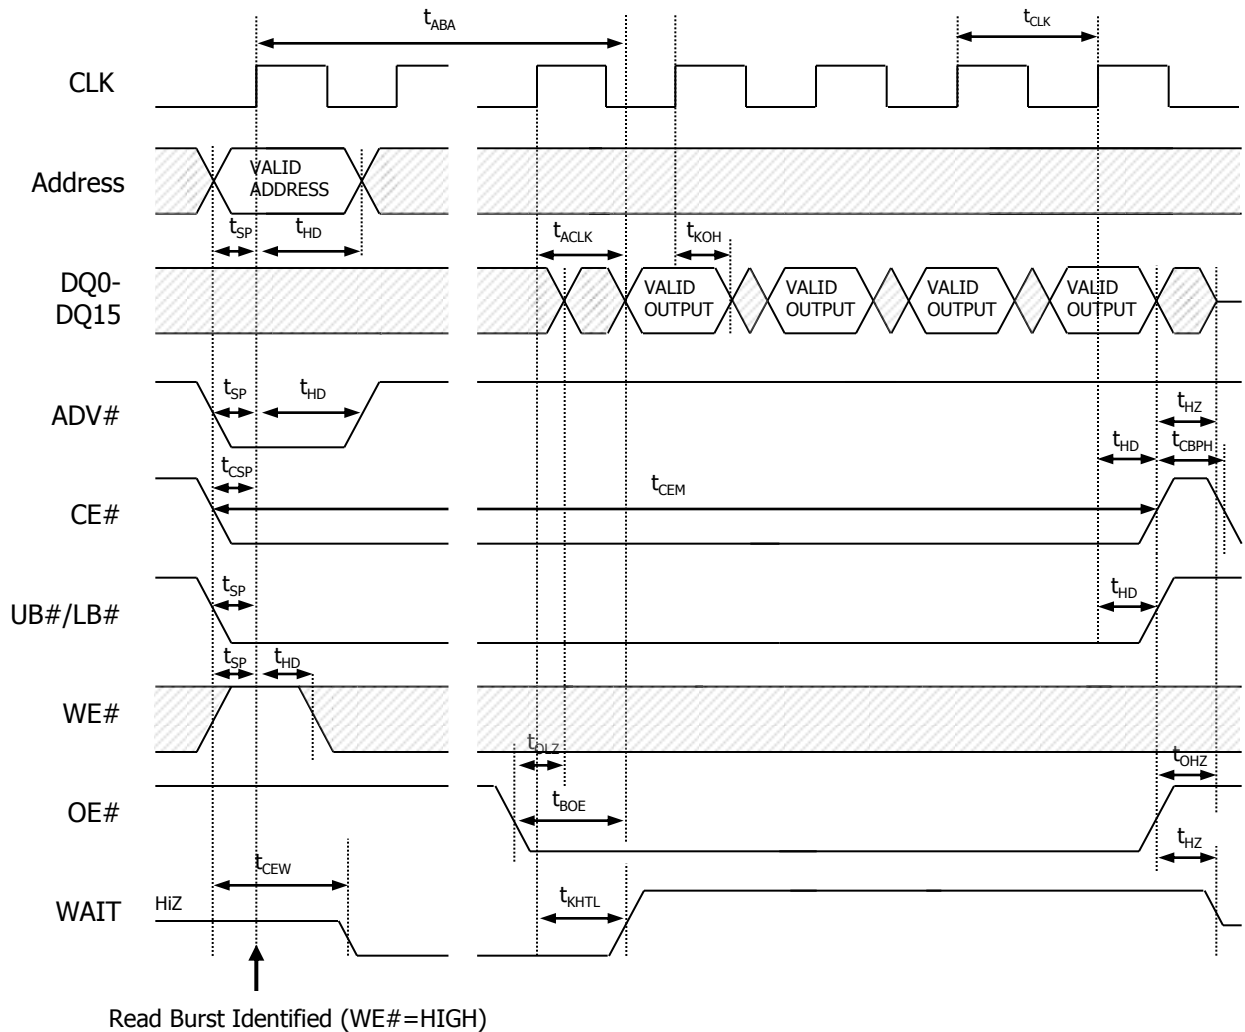 tABA
tCLK
CLK
Address
VALID
ADDRESS
tSP
tHD
tACLK
tKOH
DQ0-
DQ15
VALID
OUTPUT
VALID
OUTPUT
VALID
OUTPUT
VALID
OUTPUT
ADV#
tSP
tHD
tHZ
tHD
tCBPH
tCSP
tCEM
CE#
UB#/LB#
tSP
tHD
tSP
tHD
WE#
tOLZ
tOHZ
OE#
tBOE
tHZ
tCEW
WAIT
HiZ
tKHTL
Read Burst Identified (WE#=HIGH)